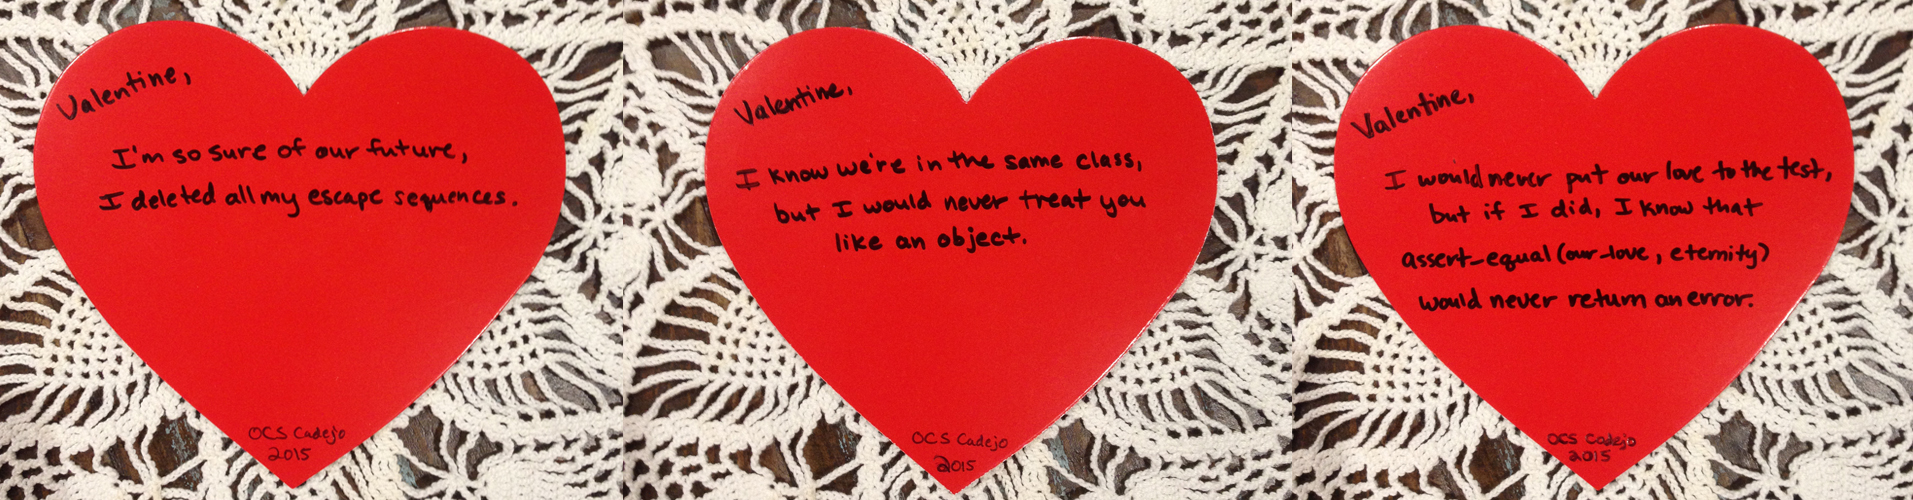 Valentine,
I'm so sure of our future,
I deleted all my escape sequences.
OCS Cadejo
2015
Valentine,
I know we're in the same class,
but I would never treat you
like an object.
OCS Cadejo
2015
Valentine,
I would never put our love to the test,
but if I did, I know that
assert_equal (our_love, eternity)
would never return an error.
OCS Cadejo
2015